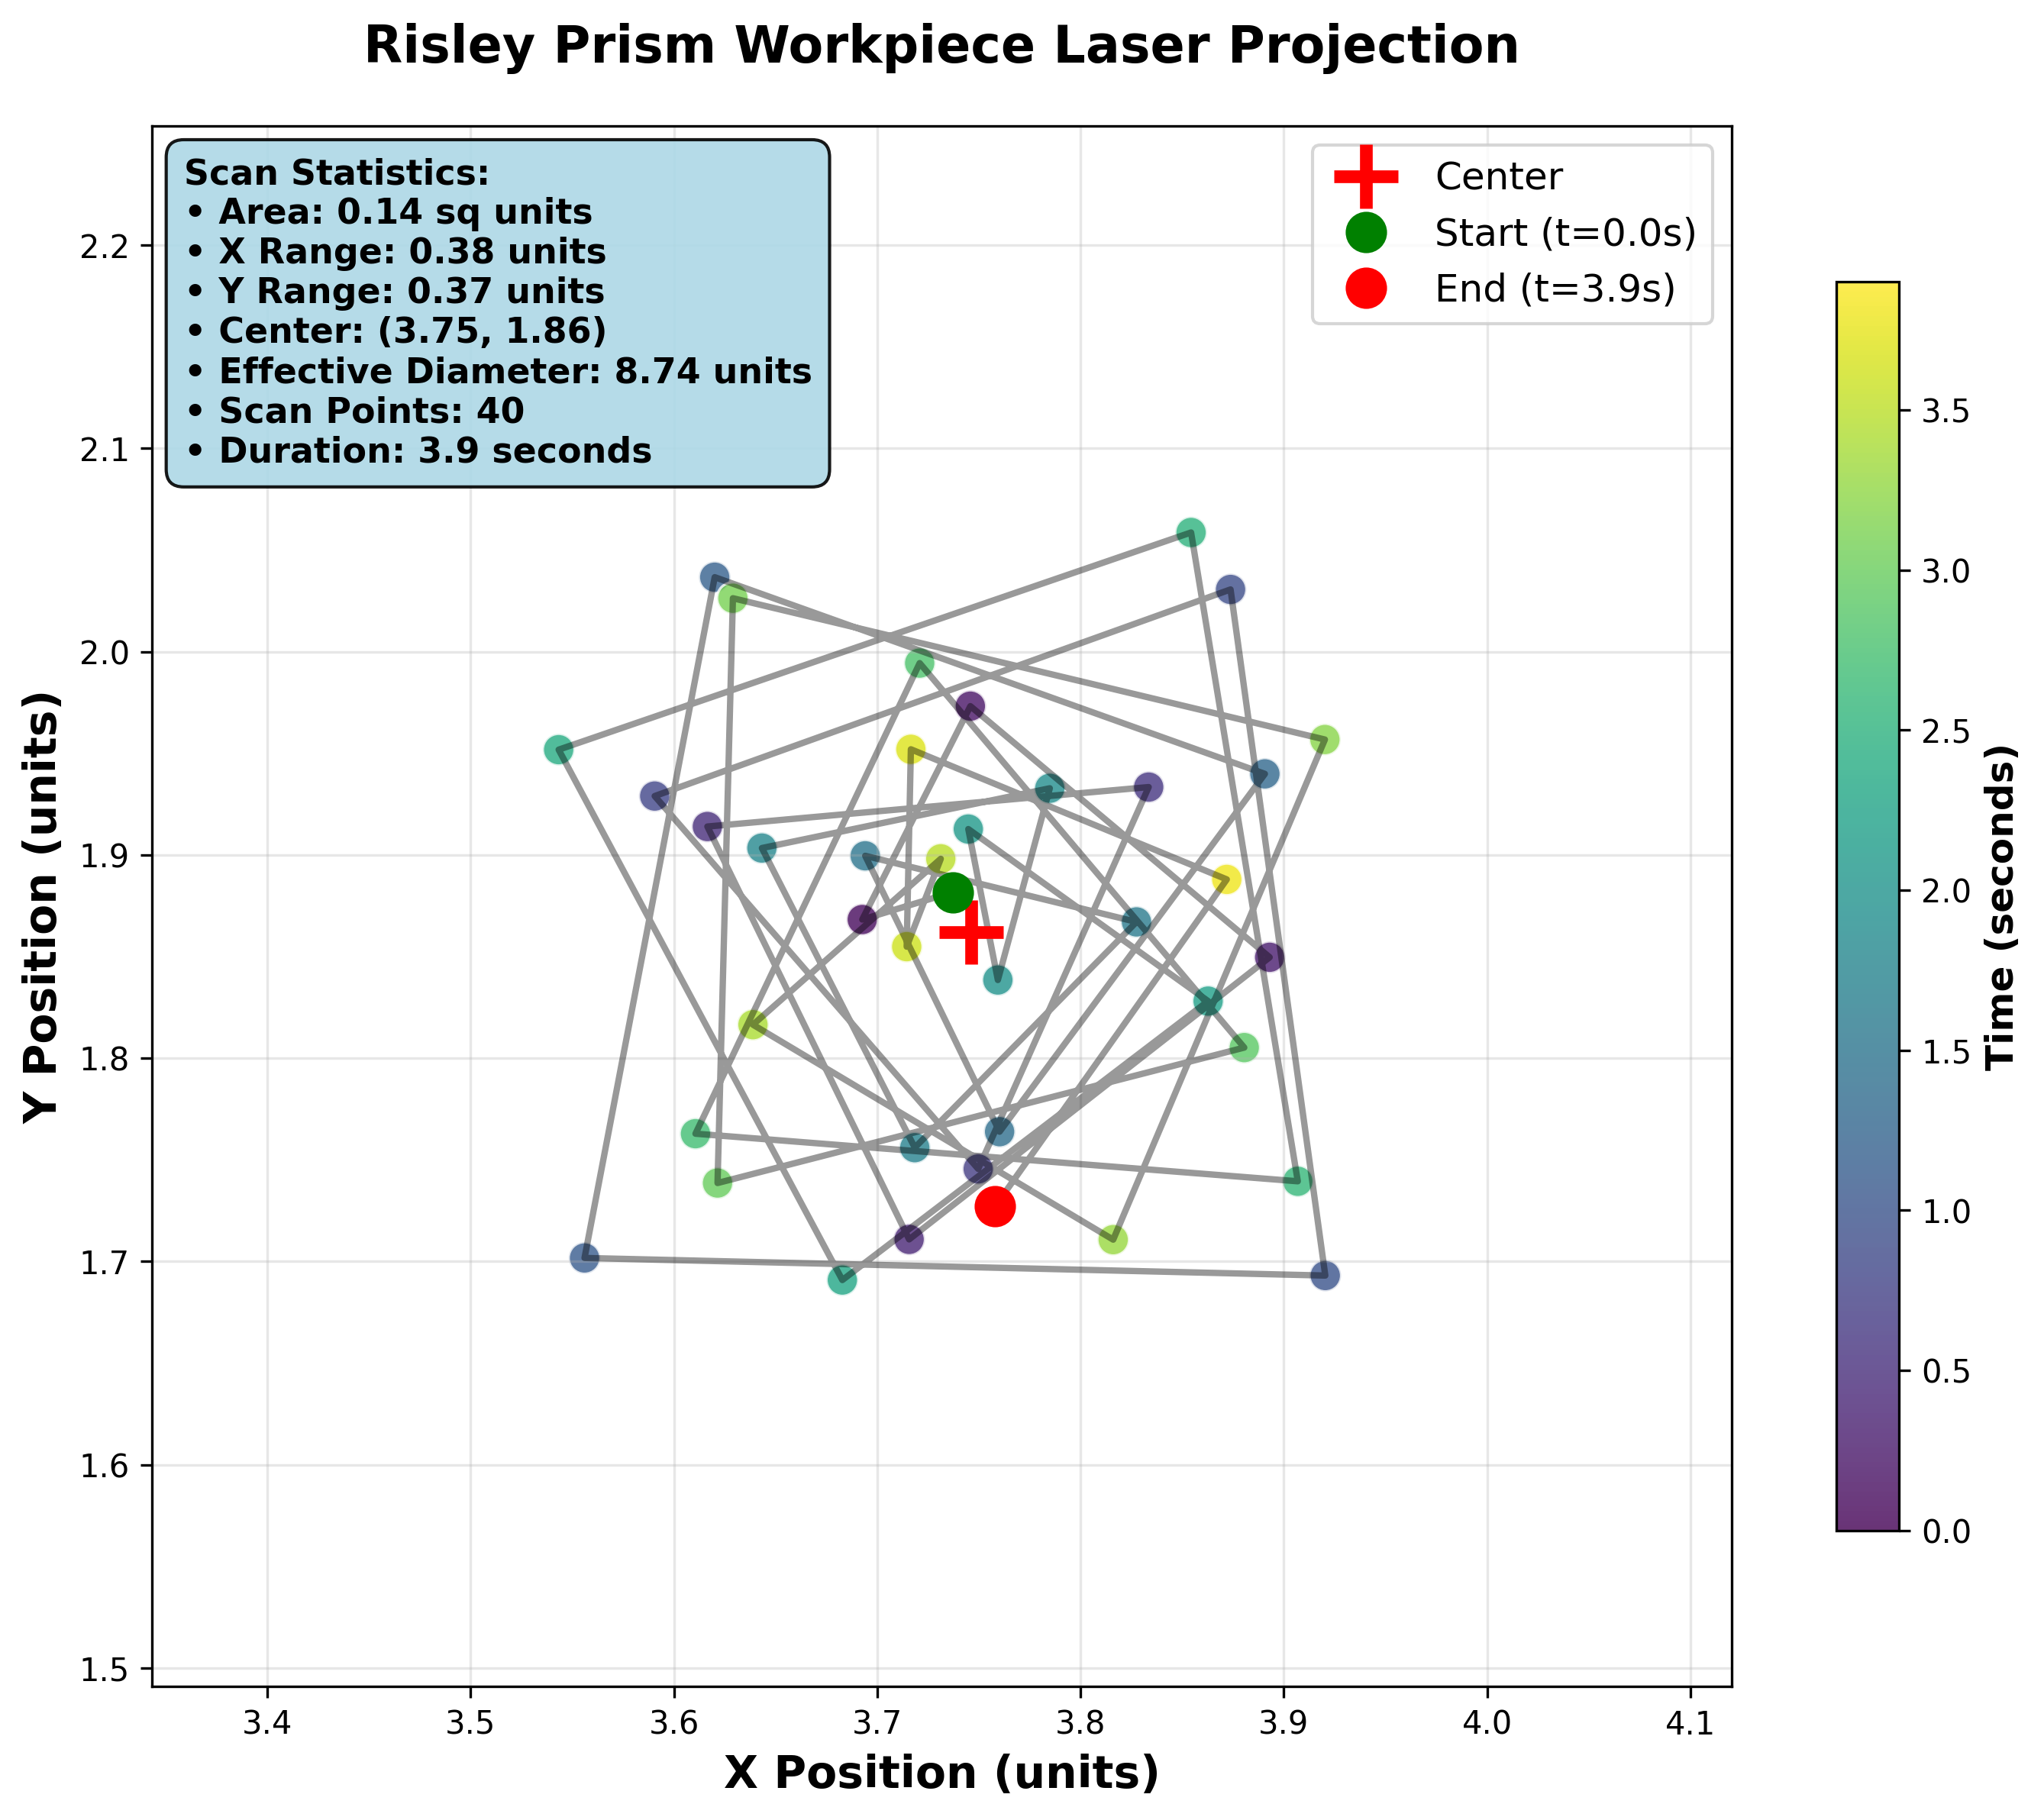 Risley Prism Workpiece Laser Projection
Scan Statistics:
• Area: 0.14 sq units
• X Range: 0.38 units
• Y Range: 0.37 units
• Center: (3.75, 1.86)
• Effective Diameter: 8.74 units
• Scan Points: 40
• Duration: 3.9 seconds
Center
Start (t=0.0s)
End (t=3.9s)
Y Position (units)
2.2
2.1
2.0
1.9
1.8
1.7
1.6
1.5
3.4
3.5
3.6
3.7
3.8
3.9
4.0
4.1
X Position (units)
3.5
3.0
2.5
2.0
1.5
1.0
0.5
0.0
Time (seconds)